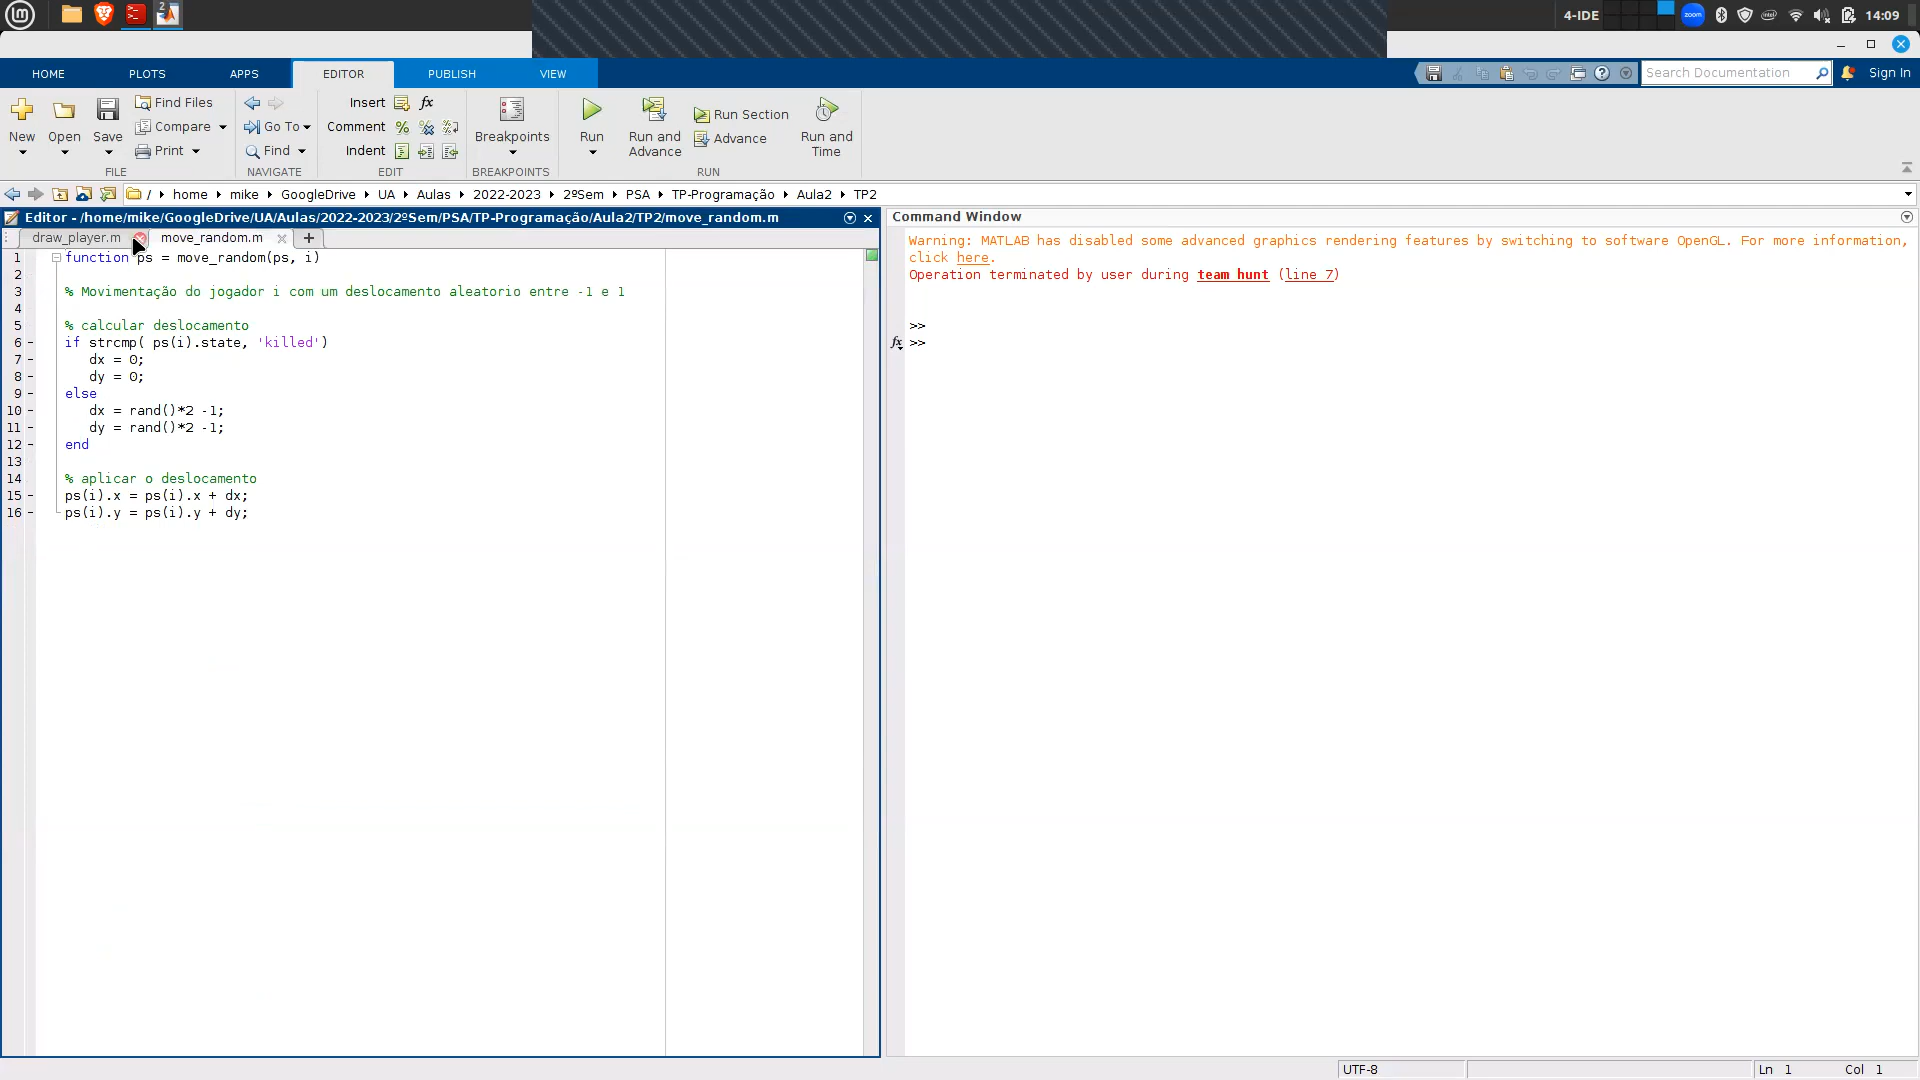 4-IDE
zoom
14:09
HOME PLOTS APPS EDITOR PUBLISH VIEW
Search Documentation
Sign In
New
Open
Save
Find Files
Compare
Print
FILE
Go To
Find
NAVIGATE
Insert fx
Comment
Indent
EDIT
Breakpoints
BREAKPOINTS
Run
Run and
Advance
Run Section
Advance
Run and
Time
RUN
/ home mike GoogleDrive UA Aulas 2022-2023 2ºSem PSA TP-Programação Aula2 TP2
Editor - /home/mike/GoogleDrive/UA/Aulas/2022-2023/2ºSem/PSA/TP-Programação/Aula2/TP2/move_random.m
draw_player.m move_random.m +
1 function ps = move_random(ps, i)
2
3 % Movimentação do jogador i com um deslocamento aleatorio entre -1 e 1
4
5 % calcular deslocamento
6 - if strcmp( ps(i).state, 'killed')
7 - dx = 0;
8 - dy = 0;
9 - else
10 - dx = rand()*2 -1;
11 - dy = rand()*2 -1;
12 - end
13
14 % aplicar o deslocamento
15 - ps(i).x = ps(i).x + dx;
16 - ps(i).y = ps(i).y + dy;
Command Window
Warning: MATLAB has disabled some advanced graphics rendering features by switching to software OpenGL. For more information,
click here.
Operation terminated by user during team_hunt (line 7)
>>
fx >>
UTF-8
Ln 1 Col 1